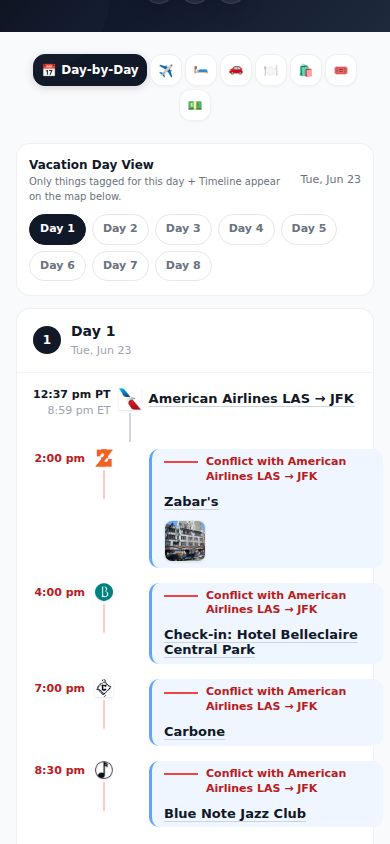 📅 Day-by-Day
Vacation Day View
Only things tagged for this day + Timeline appear
on the map below.
Tue, Jun 23
Day 1
Day 2
Day 3
Day 4
Day 5
Day 6
Day 7
Day 8
1
Day 1
Tue, Jun 23
12:37 pm PT
8:59 pm ET
American Airlines LAS → JFK
2:00 pm
Conflict with American
Airlines LAS → JFK
Zabar's
4:00 pm
Conflict with American
Airlines LAS → JFK
Check-in: Hotel Belleclaire
Central Park
7:00 pm
Conflict with American
Airlines LAS → JFK
Carbone
8:30 pm
Conflict with American
Airlines LAS → JFK
Blue Note Jazz Club